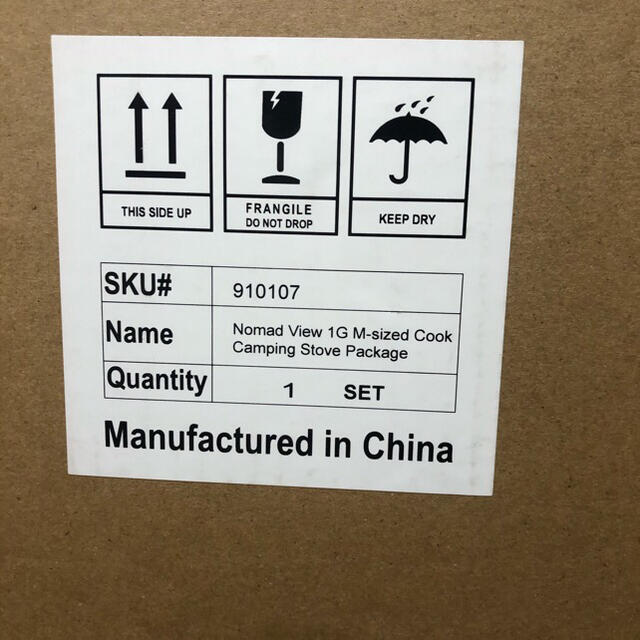 THIS SIDE UP
FRANGILE
DO NOT DROP
KEEP DRY
SKU# 910107
Name Nomad View 1G M-sized Cook
Camping Stove Package
Quantity 1 SET
Manufactured in China